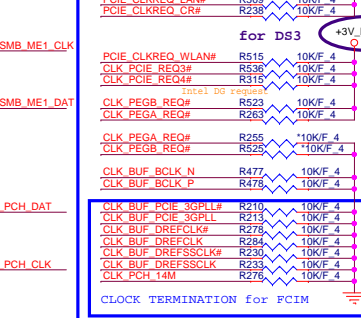 PCIE_CLKREQ_CR# R238 10K/F_4
for DS3
+3V_
SMB_ME1_CLK
PCIE_CLKREQ_WLAN# R515 10K/F_4
CLK_PCIE_REQ3# R536 10K/F_4
CLK_PCIE_REQ4# R315 10K/F_4
Intel DG request
SMB_ME1_DAT
CLK_PEGB_REQ# R523 10K/F_4
CLK_PEGA_REQ# R263 10K/F_4
CLK_PEGA_REQ# R255 *10K/F_4
CLK_PEGB_REQ# R525 *10K/F_4
CLK_BUF_BCLK_N R477 10K/F_4
CLK_BUF_BCLK_P R478 10K/F_4
_PCH_DAT
CLK_BUF_PCIE_3GPLL# R210 10K/F_4
CLK_BUF_PCIE_3GPLL R213 10K/F_4
CLK_BUF_DREFCLK# R278 10K/F_4
CLK_BUF_DREFCLK R284 10K/F_4
CLK_BUF_DREFSSCLK# R230 10K/F_4
_PCH_CLK
CLK_BUF_DREFSSCLK R233 10K/F_4
CLK_PCH_14M R276 10K/F_4
CLOCK TERMINATION for FCIM